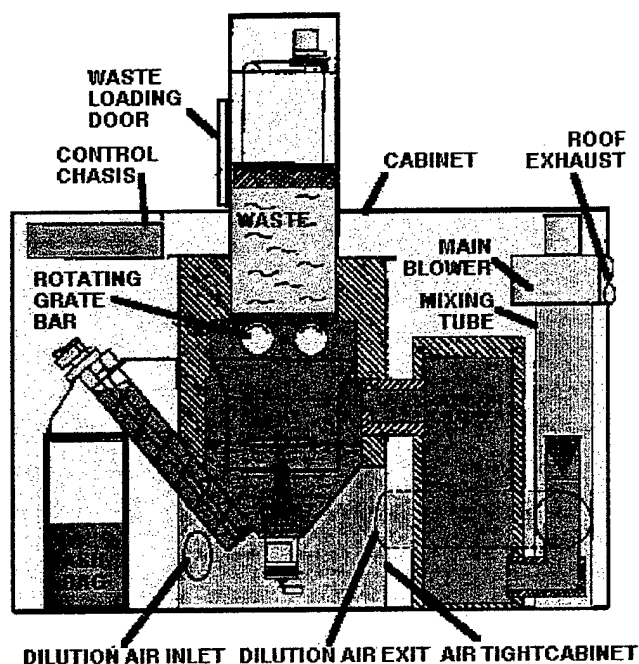 WASTE
LOADING
DOOR
CONTROL
CHASIS
CABINET
ROOF
EXHAUST
WASTE
MAIN
BLOWER
MIXING
TUBE
ROTATING
GRATE
BAR
BAG
DILUTION AIR INLET
DILUTION AIR EXIT
AIR TIGHTCABINET